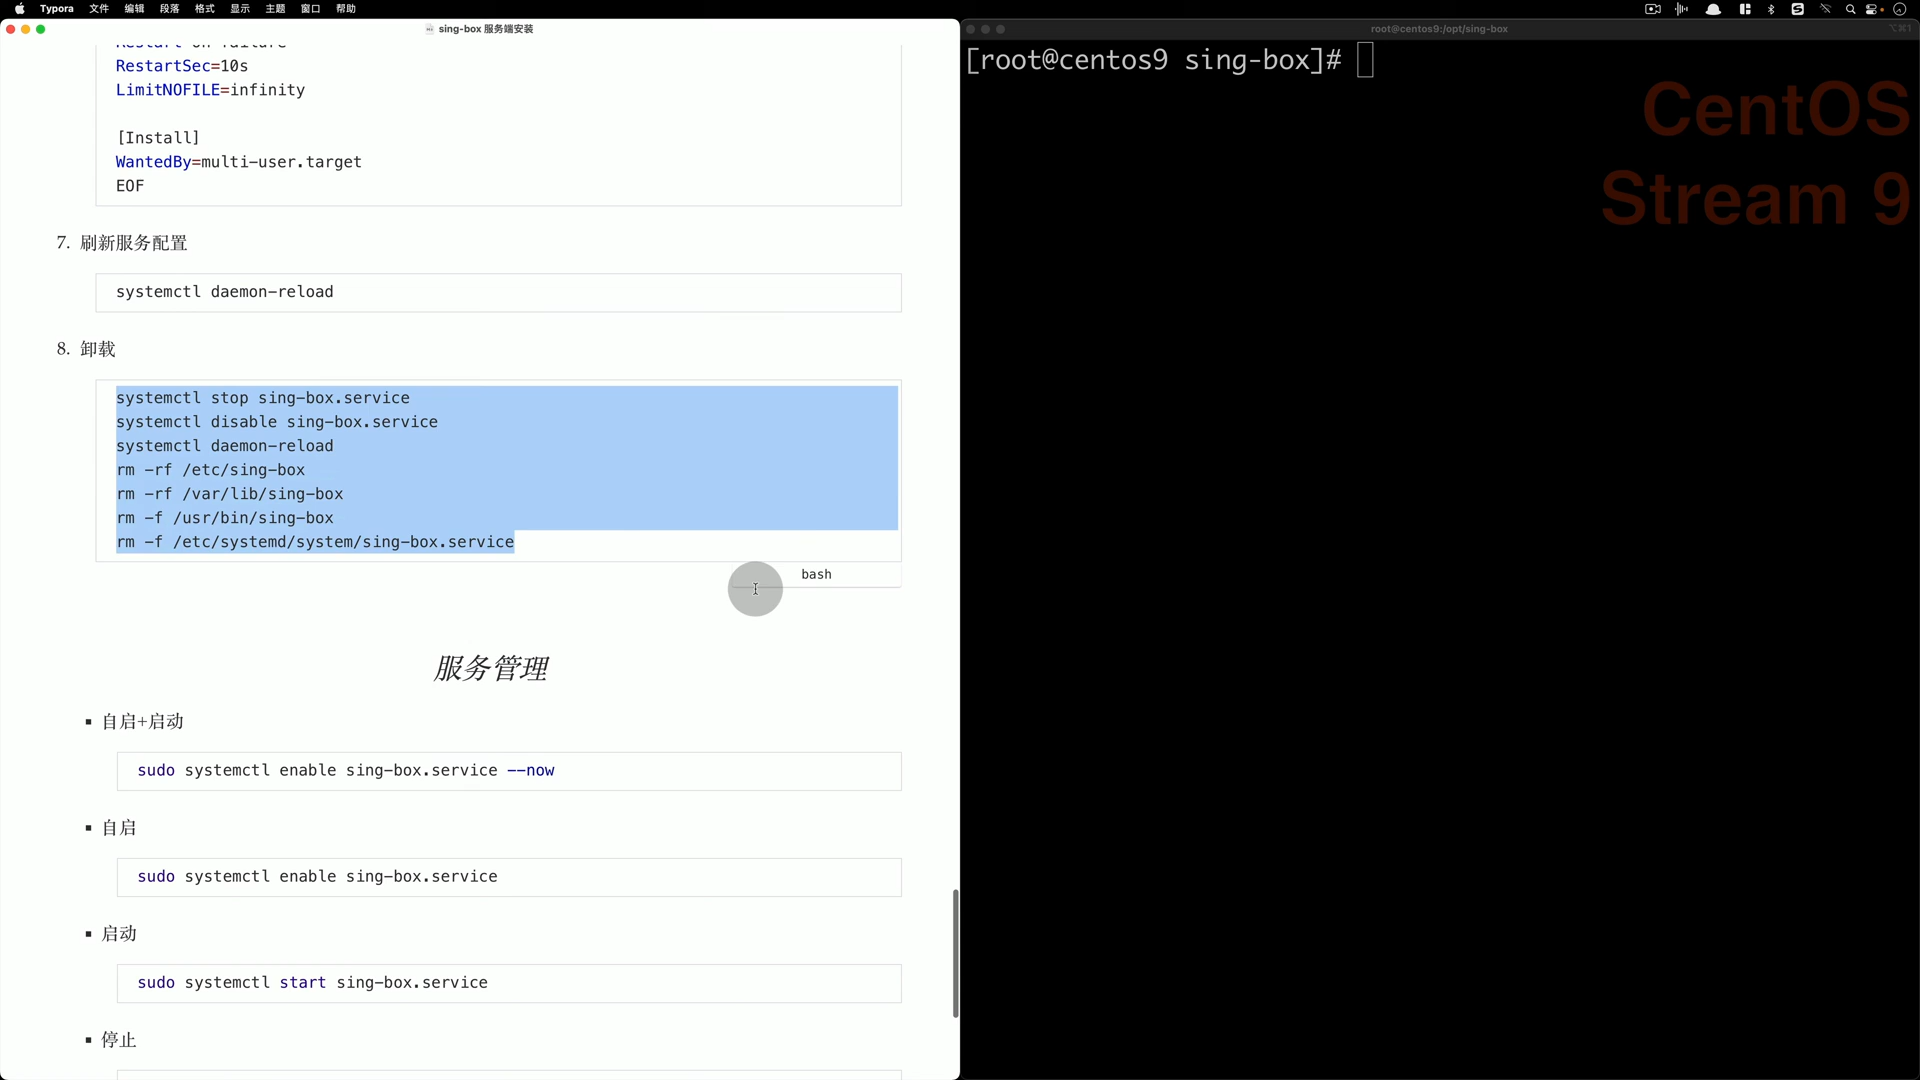 Typora 文件 编辑 段落 格式 显示 主题 窗口 帮助
sing-box 服务端安装
Restart=on-failure
RestartSec=10s
LimitNOFILE=infinity
[Install]
WantedBy=multi-user.target
EOF
7. 刷新服务配置
systemctl daemon-reload
8. 卸载
systemctl stop sing-box.service
systemctl disable sing-box.service
systemctl daemon-reload
rm -rf /etc/sing-box
rm -rf /var/lib/sing-box
rm -f /usr/bin/sing-box
rm -f /etc/systemd/system/sing-box.service
bash
服务管理
▪ 自启+启动
sudo systemctl enable sing-box.service --now
▪ 自启
sudo systemctl enable sing-box.service
▪ 启动
sudo systemctl start sing-box.service
▪ 停止
root@centos9:/opt/sing-box
⌥⌘1
[root@centos9 sing-box]#
CentOS
Stream 9